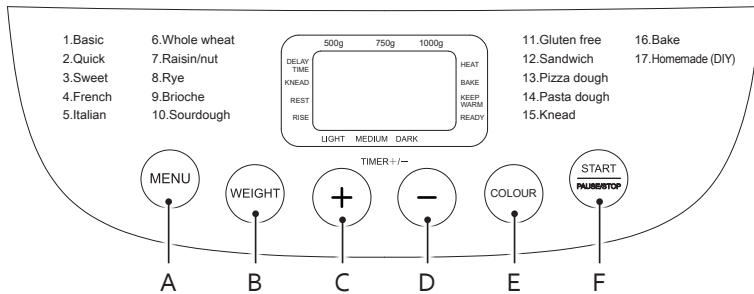 1.Basic
2.Quick
3.Sweet
4.French
5.Italian
6.Whole wheat
7.Raisin/nut
8.Rye
9.Brioche
10.Sourdough
500g 750g 1000g
DELAY TIME
KNEAD
REST
RISE
HEAT
BAKE
KEEP WARM
READY
LIGHT MEDIUM DARK
11.Gluten free
12.Sandwich
13.Pizza dough
14.Pasta dough
15.Knead
16.Bake
17.Homemade (DIY)
TIMER+/−
MENU
WEIGHT
+
−
COLOUR
START
PAUSE/STOP
A B C D E F